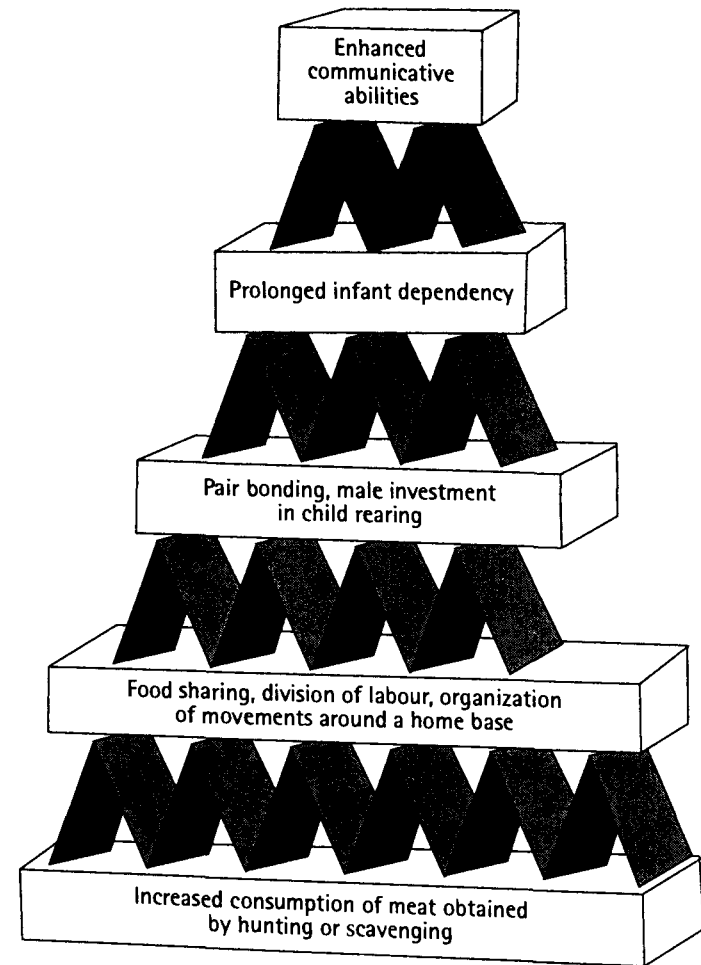 Enhanced
communicative
abilities
Prolonged infant dependency
Pair bonding, male investment
in child rearing
Food sharing, division of labour, organization
of movements around a home base
Increased consumption of meat obtained
by hunting or scavenging